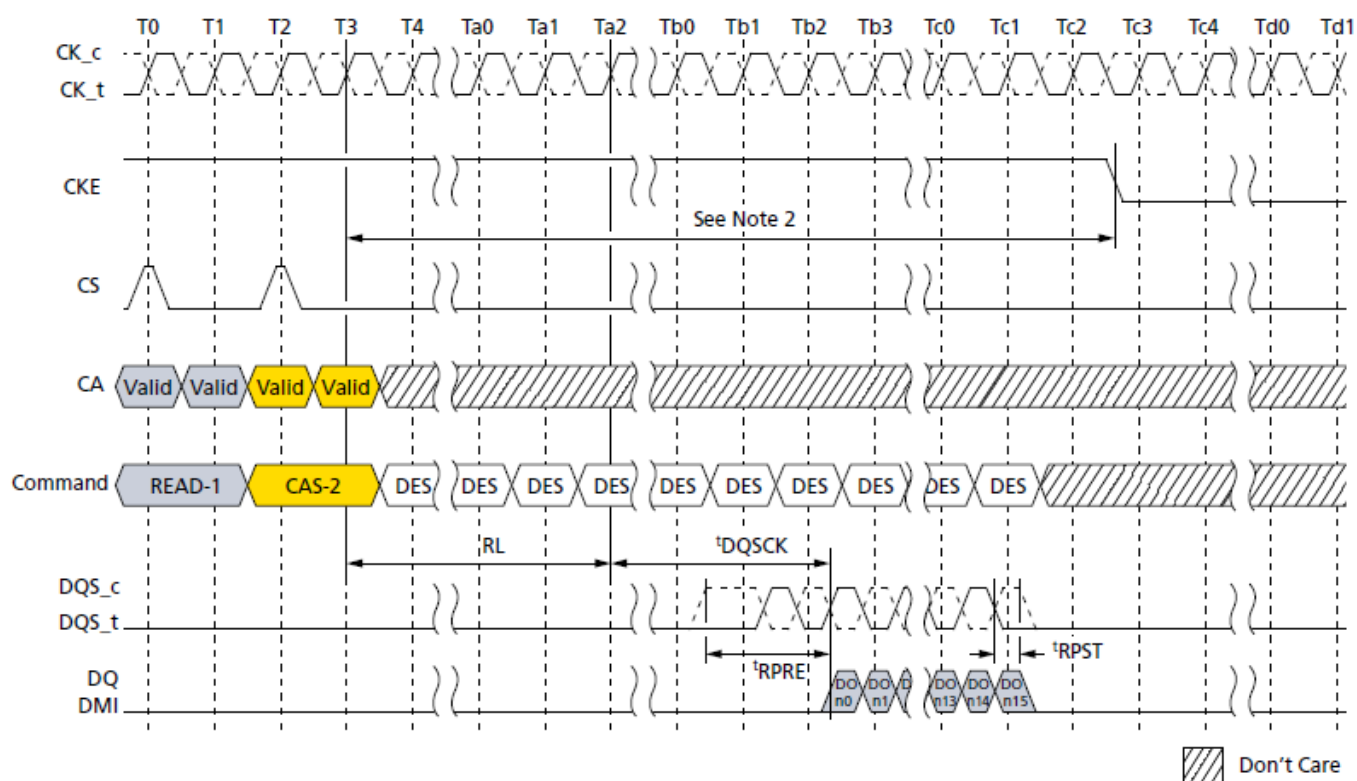 T0 T1 T2 T3 T4 Ta0 Ta1 Ta2 Tb0 Tb1 Tb2 Tb3 Tc0 Tc1 Tc2 Tc3 Tc4 Td0 Td1
CK_c
CK_t
CKE
See Note 2
CS
CA Valid Valid Valid Valid
Command READ-1 CAS-2 DES DES DES DES DES DES DES DES DES DES
RL tDQSCK
DQS_c
DQS_t
tRPRE tRPST
DQ DO DO D DO DO DO
DMI n0 n1 n13 n14 n15
Don't Care